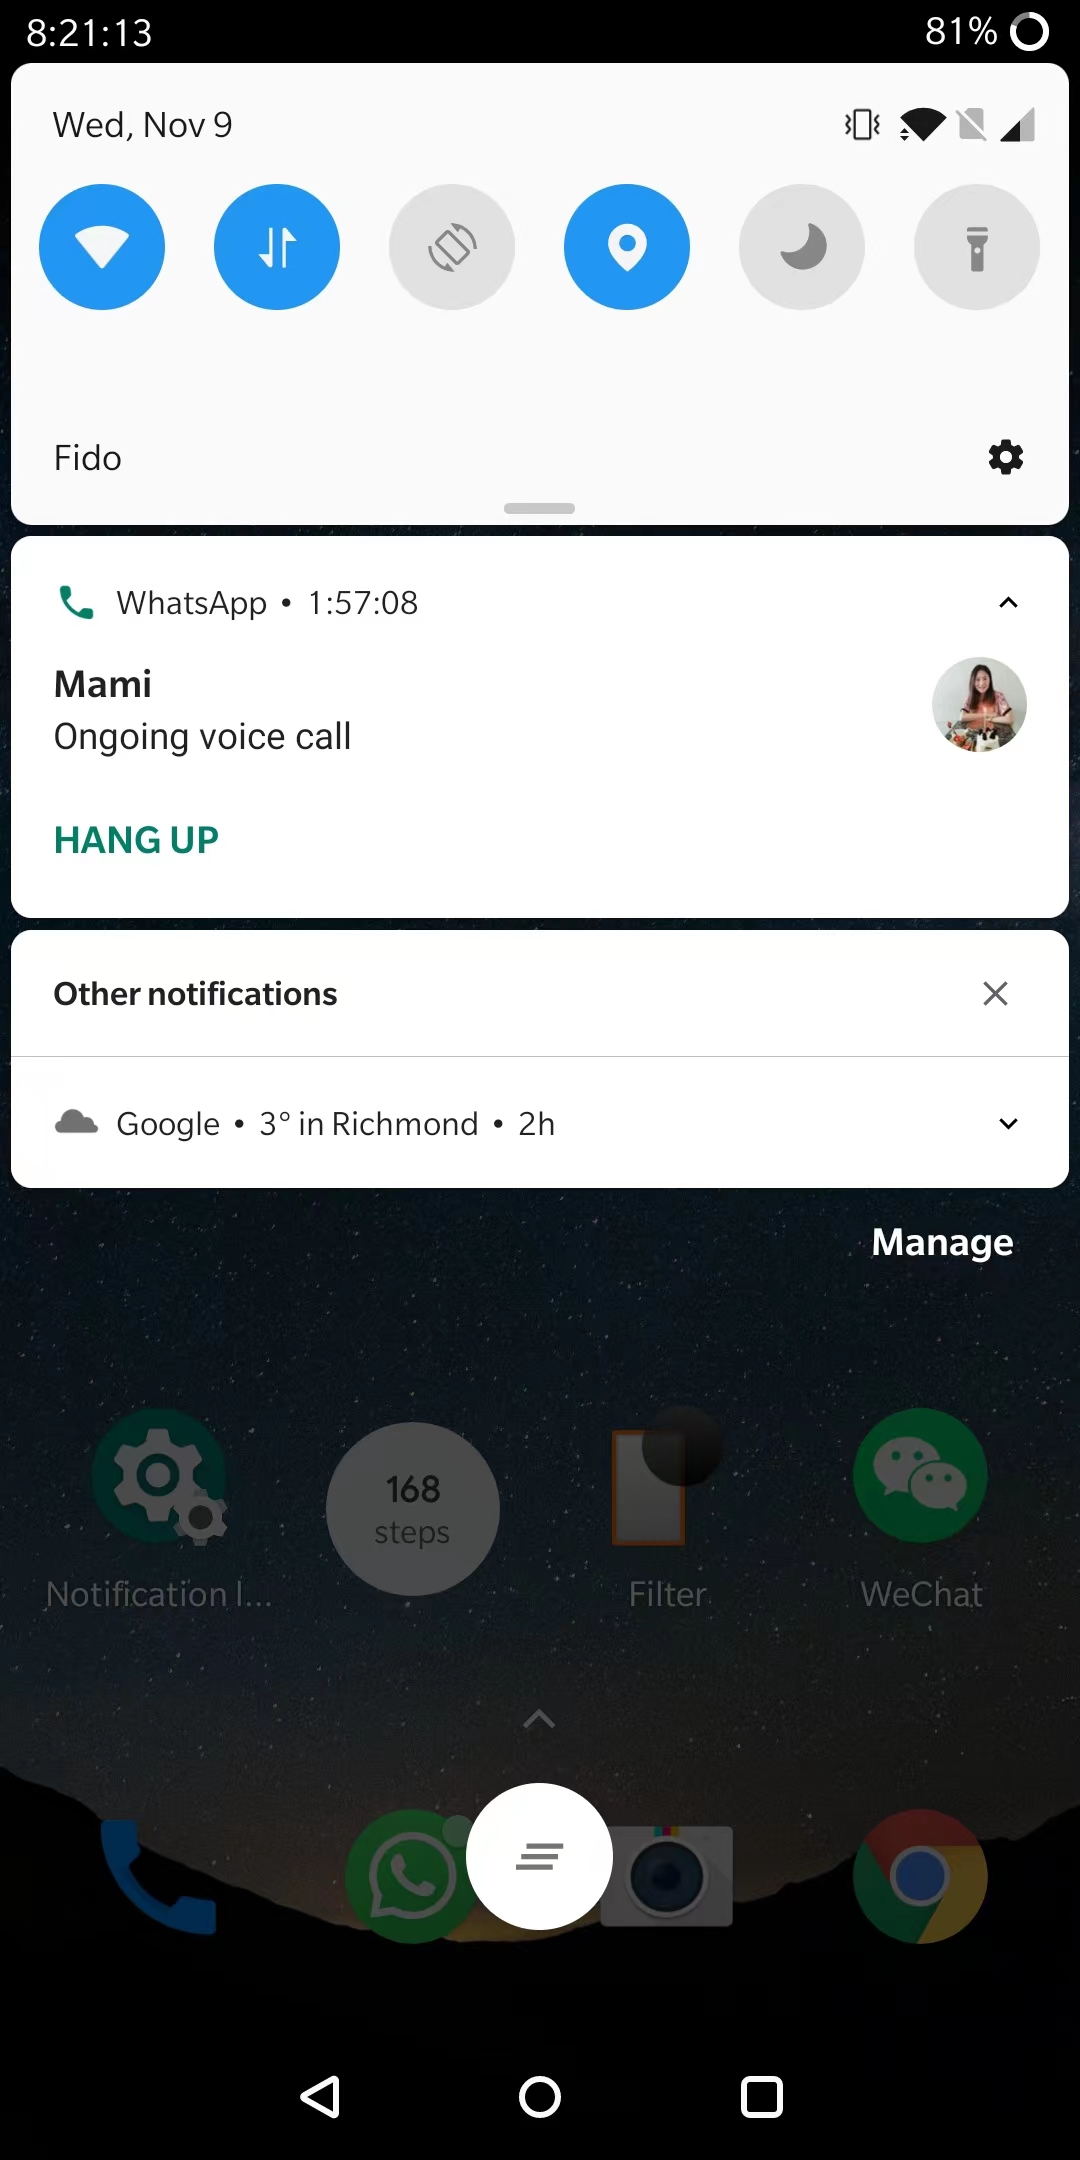 8:21:13
81%
Wed, Nov 9
Fido
WhatsApp • 1:57:08
Mami
Ongoing voice call
HANG UP
Other notifications
Google • 3° in Richmond • 2h
Manage
168
steps
Notification l...
Filter
WeChat